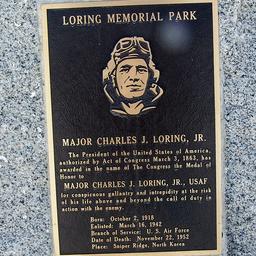 LORING MEMORIAL PARK
MAJOR CHARLES J. LORING, JR.
The President of the United States of America,
authorized by Act of Congress March 3, 1863, has
awarded in the name of The Congress the Medal of
Honor to
MAJOR CHARLES J. LORING, JR., USAF
for conspicuous gallantry and intrepidity at the risk
of his life above and beyond the call of duty in
action with the enemy.
Born: October 2, 1918
Enlisted: March 16, 1942
Branch of Service: U. S. Air Force
Date of Death: November 22, 1952
Place: Sniper Ridge, North Korea